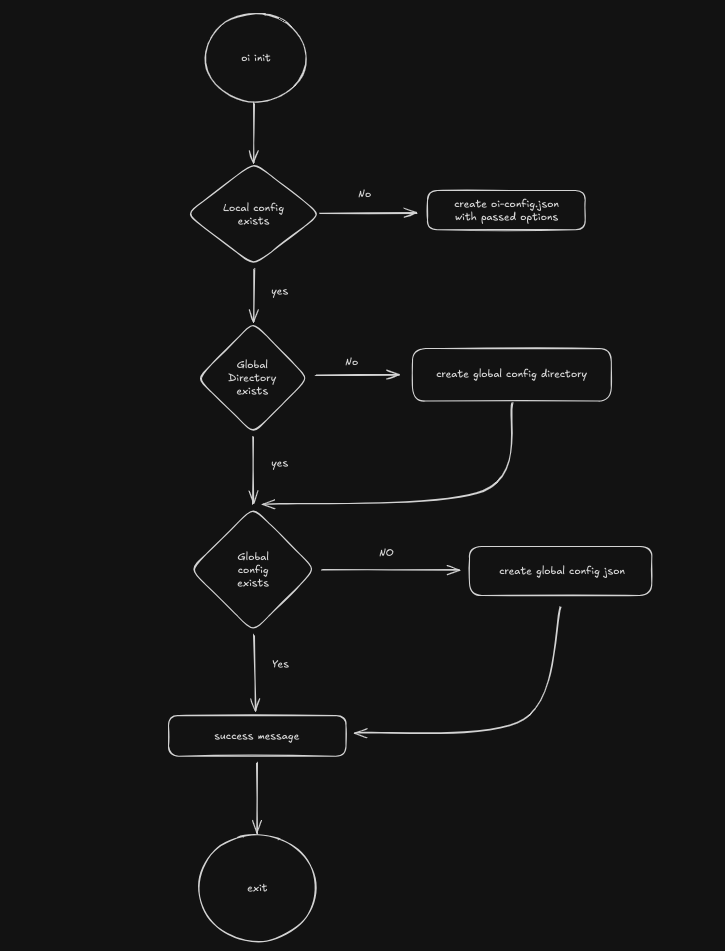 oi init
Local config
exists
No
create oi-config.json
with passed options
yes
Global
Directory
exists
No
create global config directory
yes
Global
config
exists
NO
create global config json
Yes
success message
exit